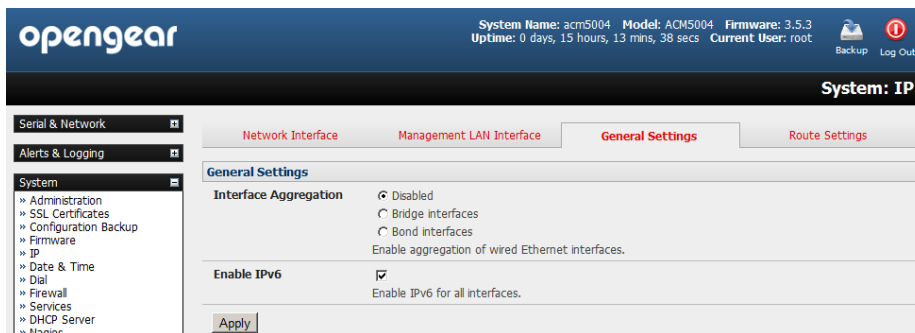 opengear
System Name: acm5004 Model: ACM5004 Firmware: 3.5.3
Uptime: 0 days, 15 hours, 13 mins, 38 secs Current User: root
Backup
Log Out
System: IP
Serial & Network
Alerts & Logging
System
» Administration
» SSL Certificates
» Configuration Backup
» Firmware
» IP
» Date & Time
» Dial
» Firewall
» Services
» DHCP Server
» Nagios
Network Interface
Management LAN Interface
General Settings
Route Settings
General Settings
Interface Aggregation
Disabled
Bridge interfaces
Bond interfaces
Enable aggregation of wired Ethernet interfaces.
Enable IPv6
Enable IPv6 for all interfaces.
Apply